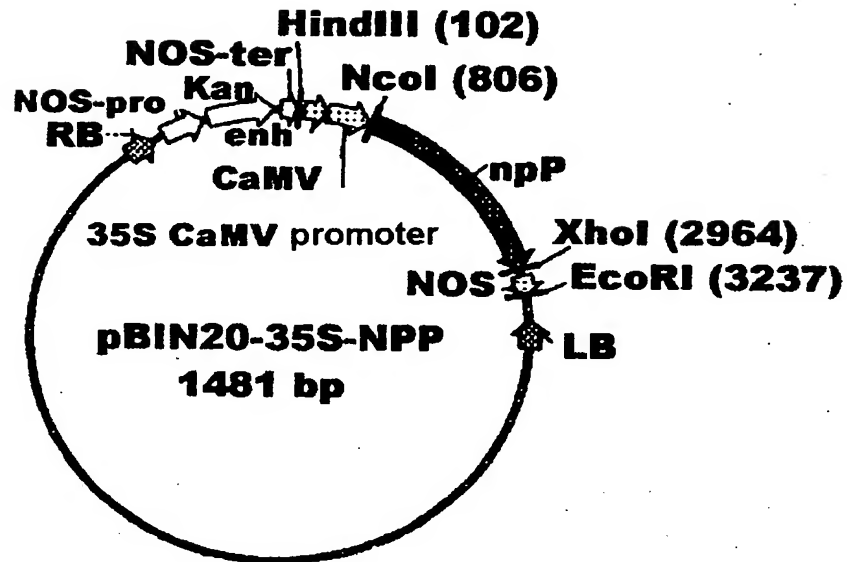 HindIII (102)
NOS-ter
NcoI (806)
Kan
NOS-pro
RB
enh
CaMV
npP
35S CaMV promoter
XhoI (2964)
NOS
EcoRI (3237)
pBIN20-35S-NPP
LB
1481 bp